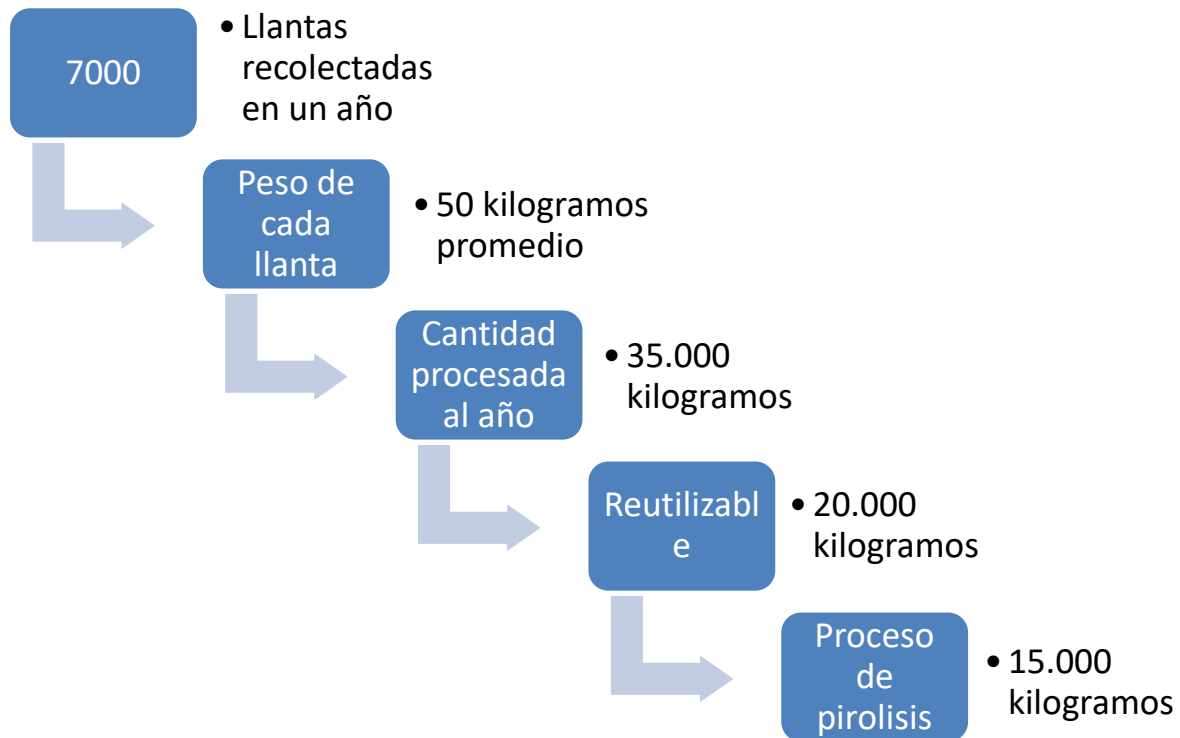 7000
• Llantas
recolectadas
en un año
Peso de
cada
llanta
• 50 kilogramos
promedio
Cantidad
procesada
al año
• 35.000
kilogramos
Reutilizabl
e
• 20.000
kilogramos
Proceso
de
pirolisis
• 15.000
kilogramos